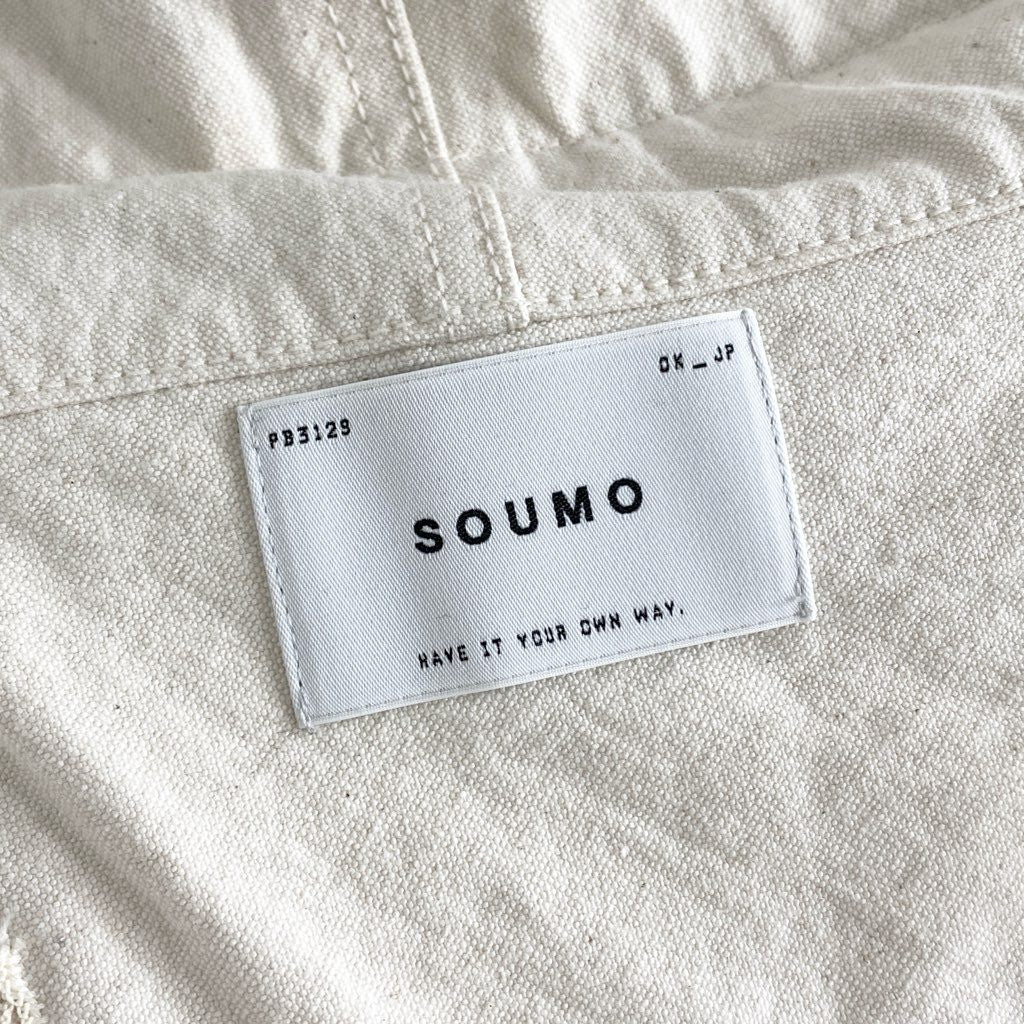 OK_JP
PB3129
SOUMO
HAVE IT YOUR OWN WAY.